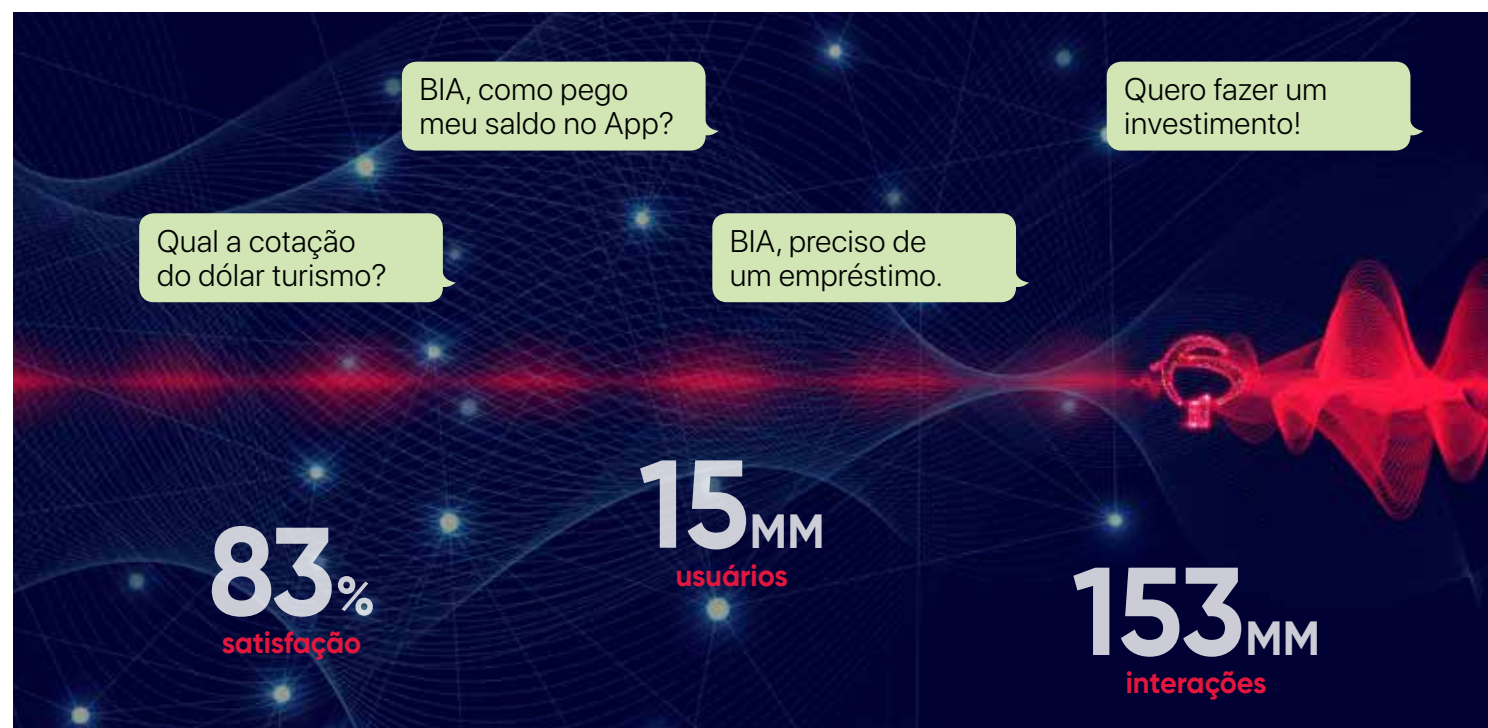 BIA, como pego
meu saldo no App?
Quero fazer um
investimento!
Qual a cotação
do dólar turismo?
BIA, preciso de
um empréstimo.
15MM
usuários
83%
satisfação
153MM
interações